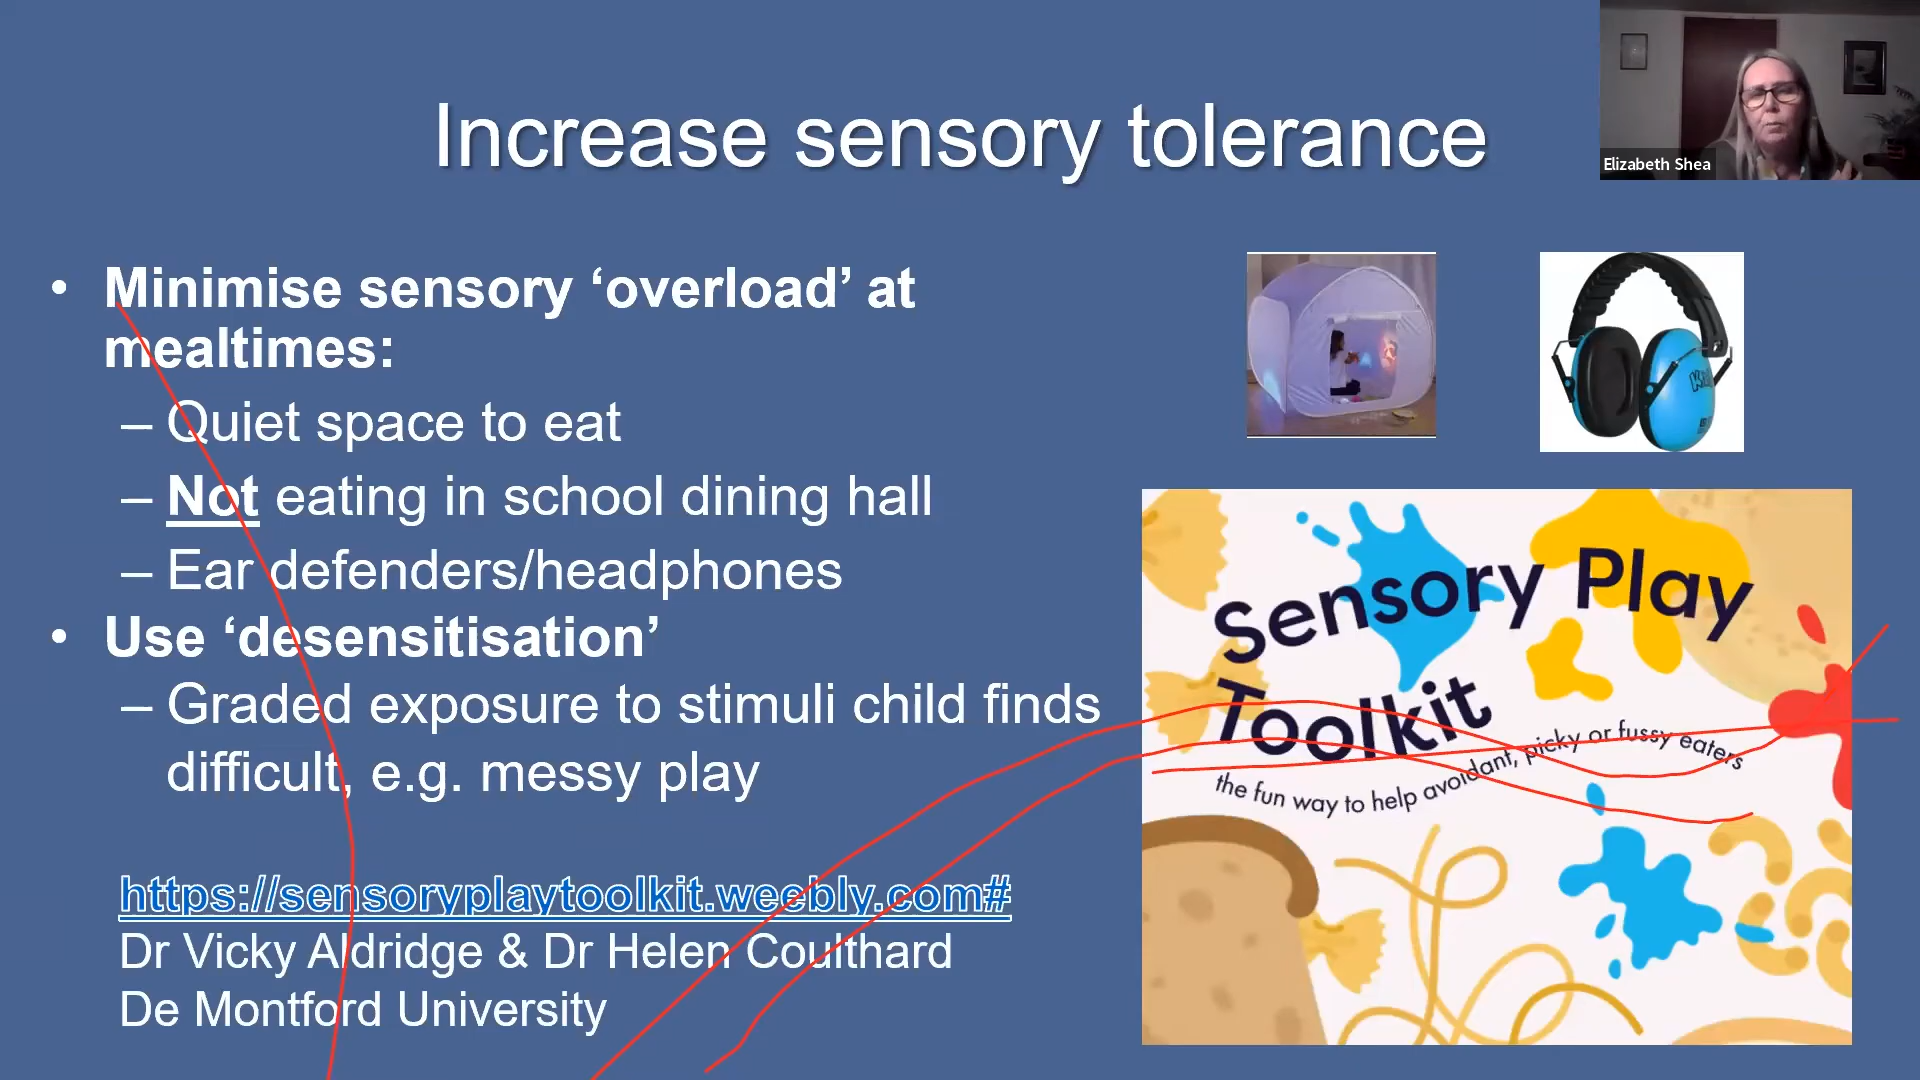 Increase sensory tolerance
Elizabeth Shea
• Minimise sensory ‘overload’ at
mealtimes:
– Quiet space to eat
– Not eating in school dining hall
– Ear defenders/headphones
• Use ‘desensitisation’
– Graded exposure to stimuli child finds
difficult, e.g. messy play
https://sensoryplaytoolkit.weebly.com#
Dr Vicky Aldridge & Dr Helen Coulthard
De Montford University
Sensory Play
Toolkit
the fun way to help avoidant, picky or fussy eaters